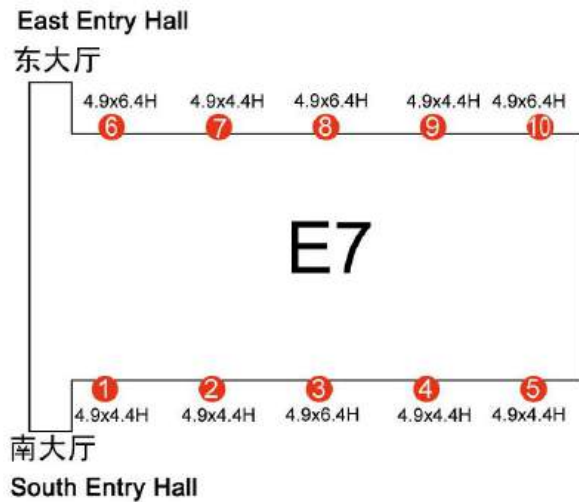 East Entry Hall
东大厅
4.9x6.4H 4.9x4.4H 4.9x6.4H 4.9x4.4H 4.9x6.4H
6 7 8 9 10
E7
1 2 3 4 5
4.9x4.4H 4.9x4.4H 4.9x6.4H 4.9x4.4H 4.9x4.4H
南大厅
South Entry Hall